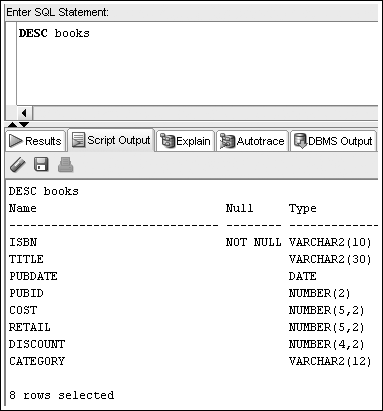 Enter SQL Statement:
DESC books
Results Script Output Explain Autotrace DBMS Output
DESC books
Name Null Type
------------------------------ -------- -------------
ISBN NOT NULL VARCHAR2(10)
TITLE VARCHAR2(30)
PUBDATE DATE
PUBID NUMBER(2)
COST NUMBER(5,2)
RETAIL NUMBER(5,2)
DISCOUNT NUMBER(4,2)
CATEGORY VARCHAR2(12)
8 rows selected